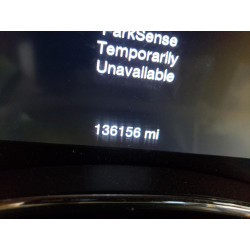 ParkSense
Temporarily
Unavailable
136156 mi